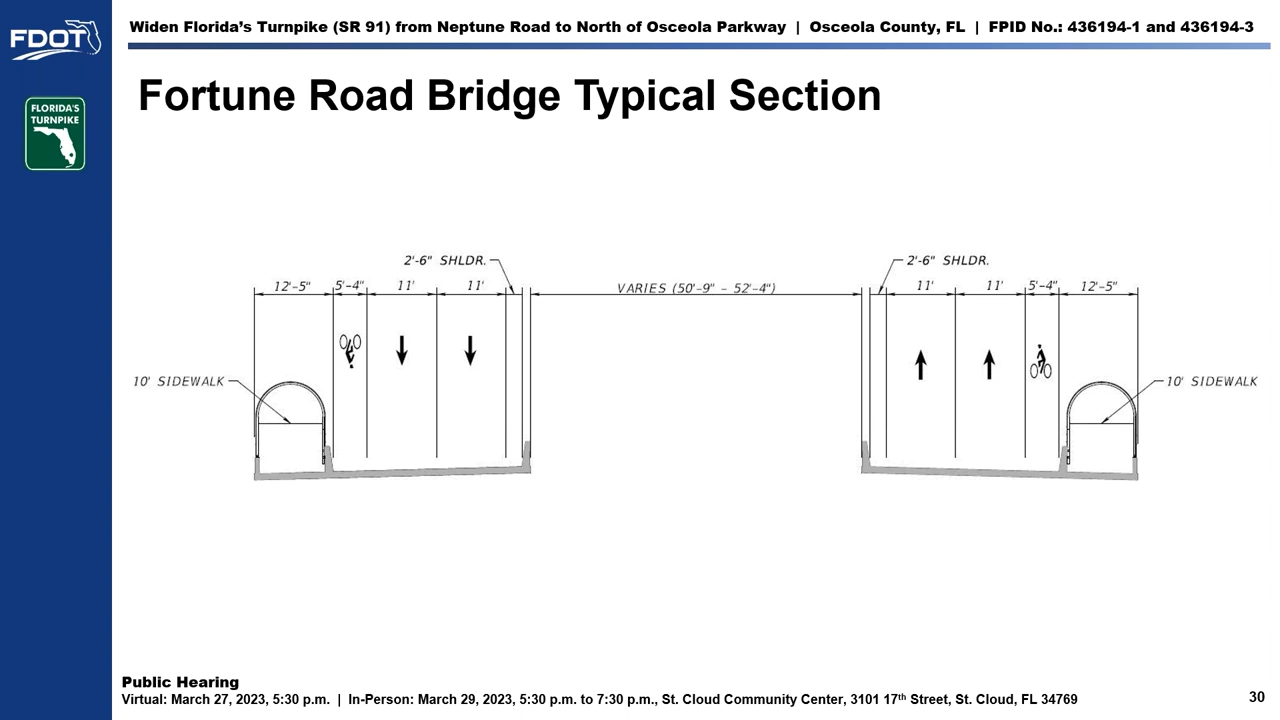 FDOT
Widen Florida’s Turnpike (SR 91) from Neptune Road to North of Osceola Parkway | Osceola County, FL | FPID No.: 436194-1 and 436194-3
FLORIDA'S
TURNPIKE
Fortune Road Bridge Typical Section
2'-6" SHLDR.
2'-6" SHLDR.
12'-5" 5'-4" 11' 11' VARIES (50'-9" - 52'-4") 11' 11' 5'-4" 12'-5"
10' SIDEWALK
10' SIDEWALK
Public Hearing
Virtual: March 27, 2023, 5:30 p.m. | In-Person: March 29, 2023, 5:30 p.m. to 7:30 p.m., St. Cloud Community Center, 3101 17th Street, St. Cloud, FL 34769
30